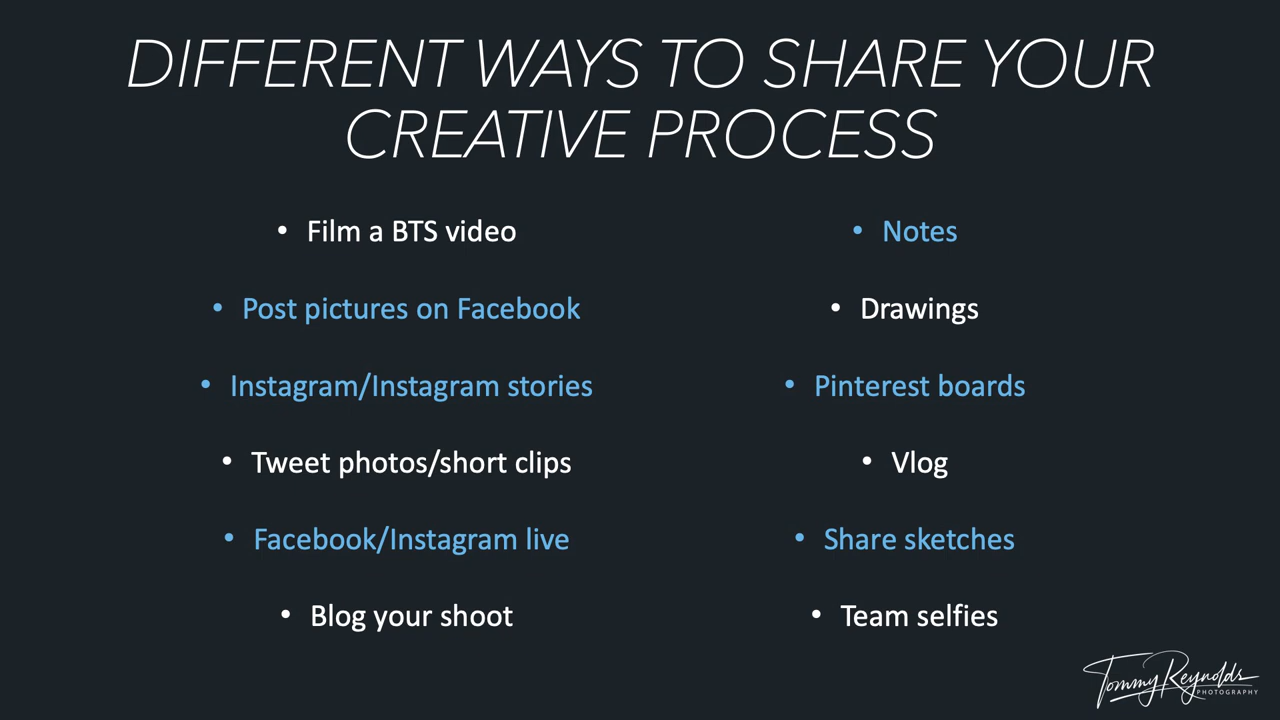 DIFFERENT WAYS TO SHARE YOUR
CREATIVE PROCESS
• Film a BTS video
• Post pictures on Facebook
• Instagram/Instagram stories
• Tweet photos/short clips
• Facebook/Instagram live
• Blog your shoot
• Notes
• Drawings
• Pinterest boards
• Vlog
• Share sketches
• Team selfies
Tommy Reynolds
PHOTOGRAPHY